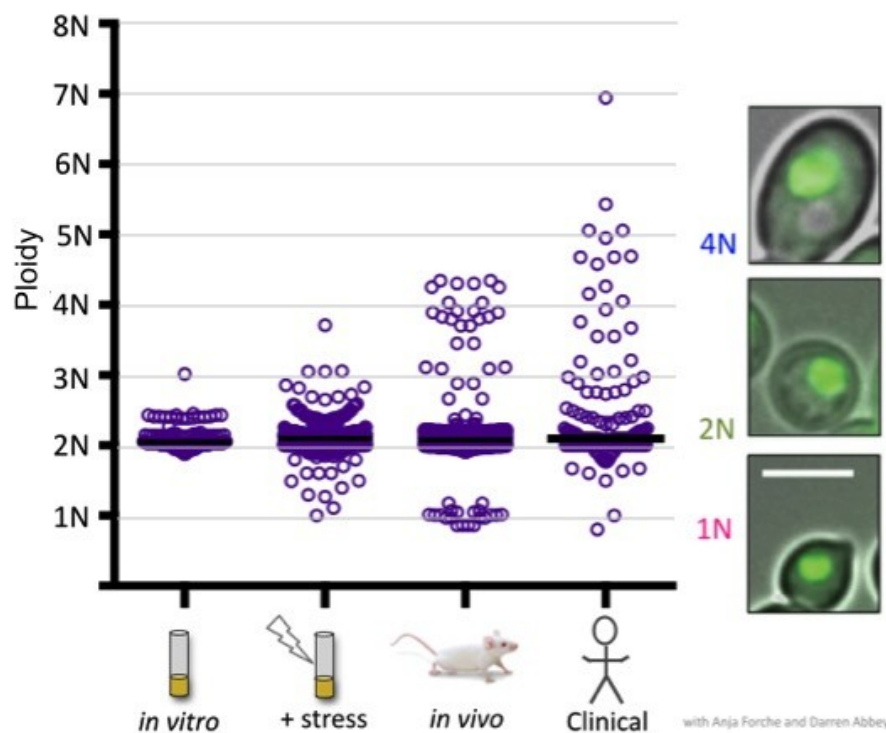 8N
7N
6N
5N
4N
3N
2N
1N
Ploidy
4N
2N
1N
in vitro
+ stress
in vivo
Clinical
with Anja Forche and Darren Abbey